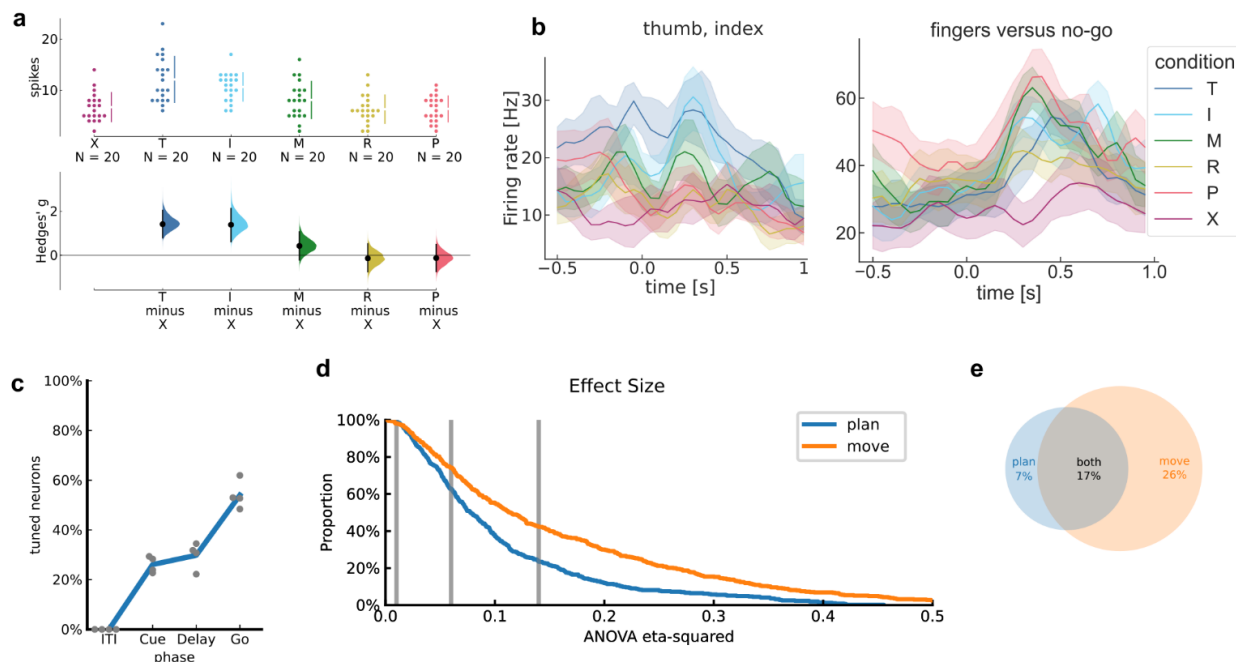 a
20
10
spikes
X
T
I
M
R
P
N = 20
N = 20
N = 20
N = 20
N = 20
N = 20
2
0
Hedges' g
T
minus
X
I
minus
X
M
minus
X
R
minus
X
P
minus
X
b
thumb, index
30
20
10
Firing rate [Hz]
−0.5
0.0
0.5
1
time [s]
fingers versus no-go
60
40
20
−0.5
0.0
0.5
1.0
time [s]
condition
T
I
M
R
P
X
c
100%
80%
60%
40%
20%
0%
tuned neurons
ITI
Cue
Delay
Go
phase
d
Effect Size
100%
80%
60%
40%
20%
0%
Proportion
0.0
0.1
0.2
0.3
0.4
0.5
ANOVA eta-squared
plan
move
e
plan
7%
both
17%
move
26%